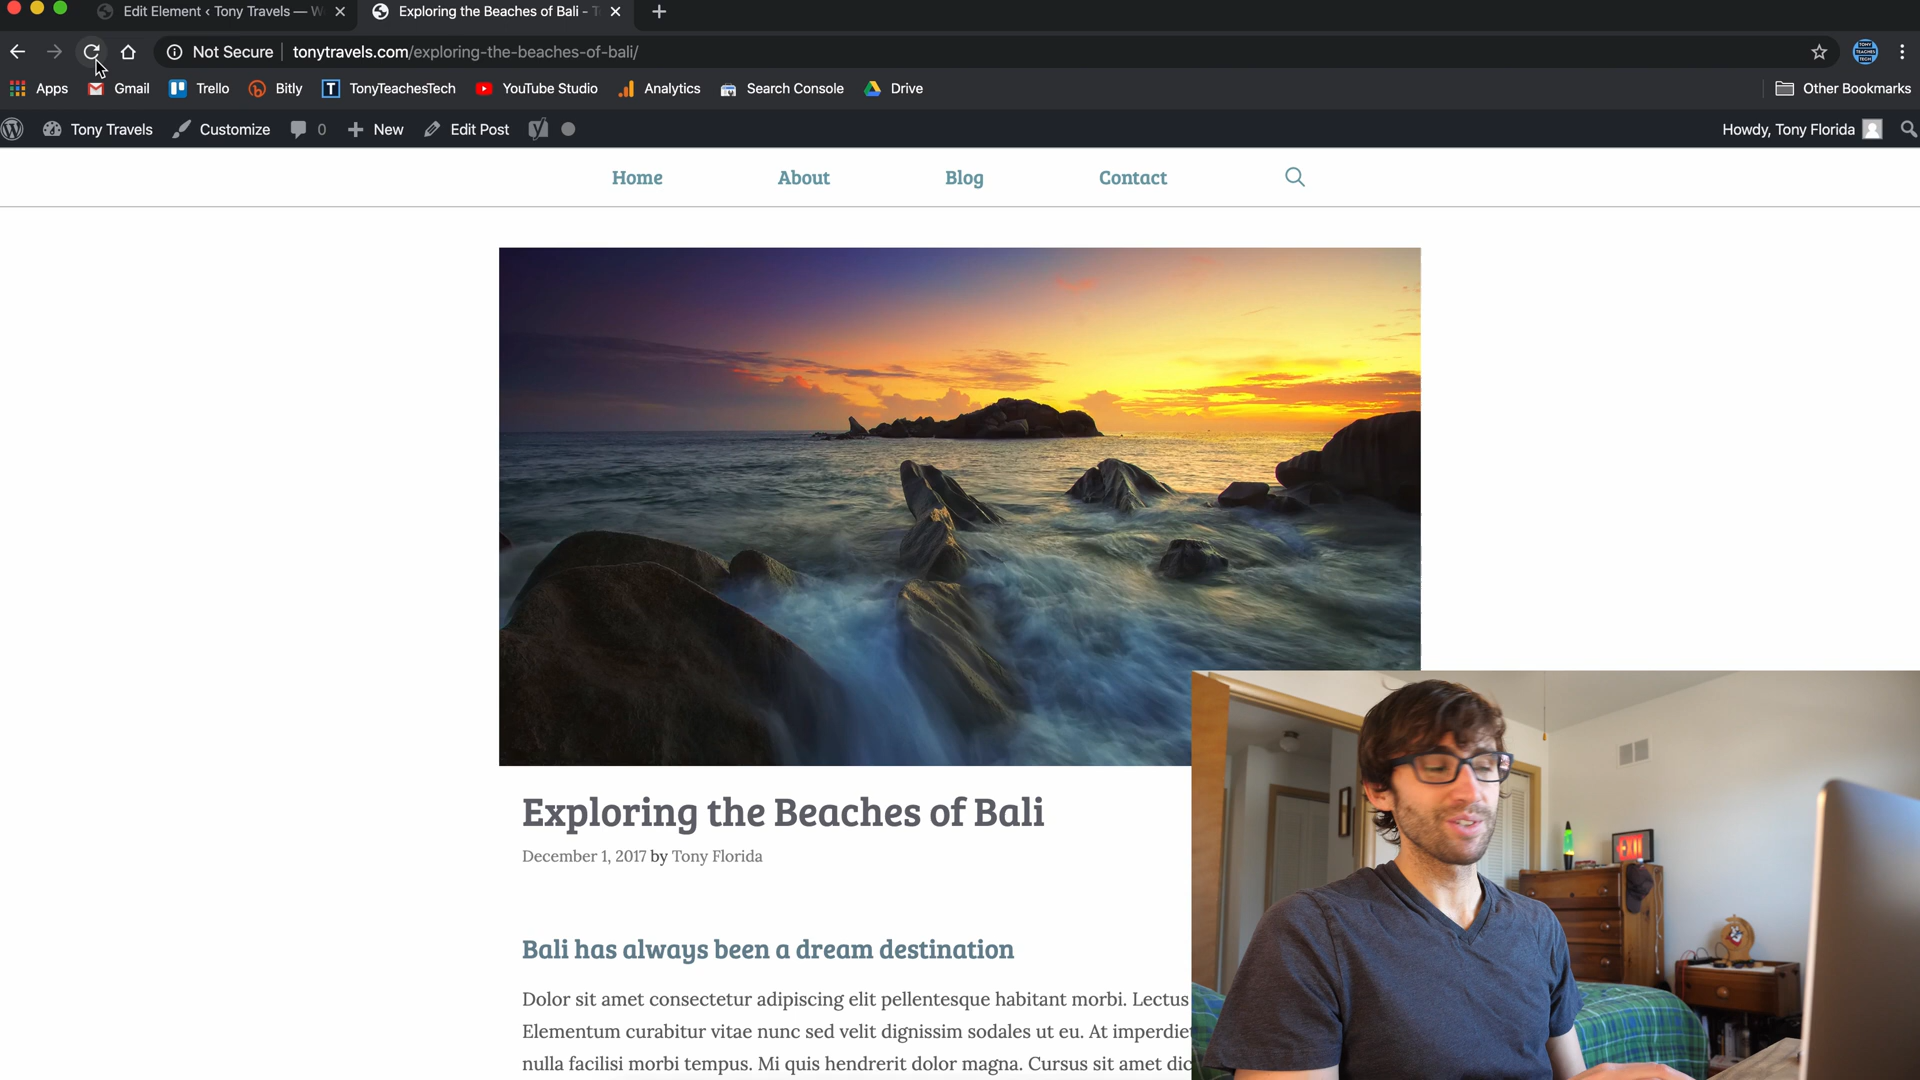 Edit Element ‹ Tony Travels — W
Exploring the Beaches of Bali - T
Not Secure
tonytravels.com/exploring-the-beaches-of-bali/
Apps Gmail Trello Bitly TonyTeachesTech YouTube Studio Analytics Search Console Drive Other Bookmarks
Tony Travels Customize 0 New Edit Post Howdy, Tony Florida
Home About Blog Contact
Exploring the Beaches of Bali
December 1, 2017 by Tony Florida
Bali has always been a dream destination
Dolor sit amet consectetur adipiscing elit pellentesque habitant morbi. Lectus
Elementum curabitur vitae nunc sed velit dignissim sodales ut eu. At imperdie
nulla facilisi morbi tempus. Mi quis hendrerit dolor magna. Cursus sit amet dic